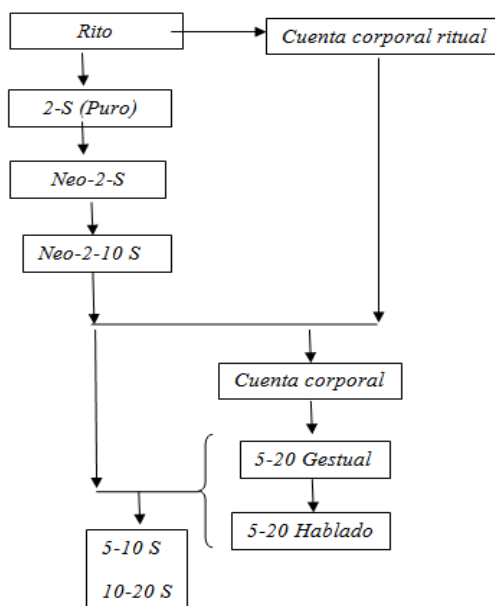 Rito
Cuenta corporal ritual
2-S (Puro)
Neo-2-S
Neo-2-10 S
Cuenta corporal
5-20 Gestual
5-20 Hablado
5-10 S
10-20 S